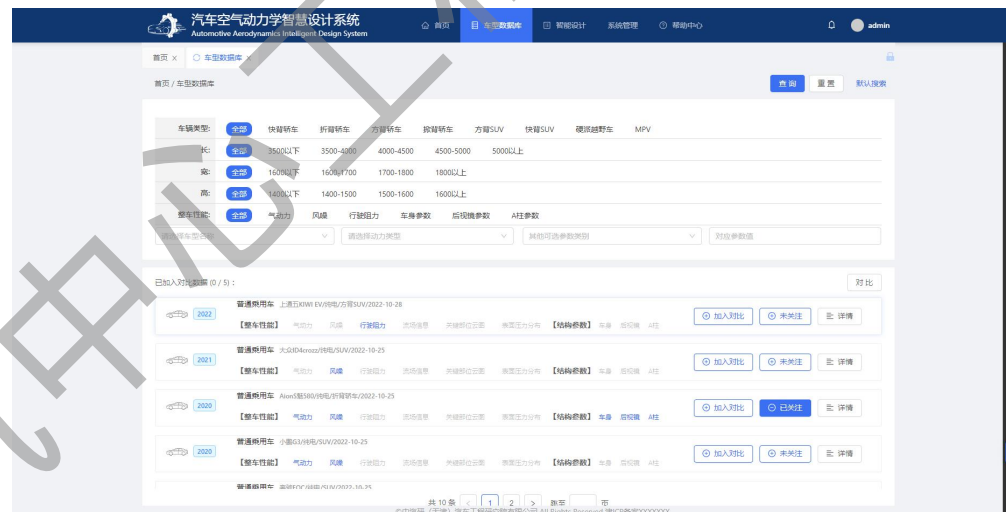 汽车空气动力学智慧设计系统
Automotive Aerodynamics Intelligent Design System
首页 车型数据库 智能设计 系统管理 帮助中心 admin
首页 × 车型数据库 ×
首页 / 车型数据库 查询 重置 默认搜索
车辆类型: 全部 快背轿车 折背轿车 方背轿车 掀背轿车 方背SUV 快背SUV 硬派越野车 MPV
长: 全部 3500以下 3500-4000 4000-4500 4500-5000 5000以上
宽: 全部 1600以下 1600-1700 1700-1800 1800以上
高: 全部 1400以下 1400-1500 1500-1600 1600以上
整车性能: 全部 气动力 风噪 行驶阻力 车身参数 后视镜参数 A柱参数
请选择车型名称 请选择动力类型 其他可选参数类别 对应参数值
已加入对比数据 (0 / 5) : 对比
普通乘用车 上通五KIWI EV/纯电/方背SUV/2022-10-28
2022
【整车性能】 气动力 风噪 行驶阻力 流场信息 关键部位云图 表面压力分布 【结构参数】 车身 后视镜 A柱
加入对比 未关注 详情
普通乘用车 大众ID4crozz/纯电/SUV/2022-10-25
2021
【整车性能】 气动力 风噪 行驶阻力 流场信息 关键部位云图 表面压力分布 【结构参数】 车身 后视镜 A柱
加入对比 未关注 详情
普通乘用车 AionS魅580/纯电/折背轿车/2022-10-25
2020
【整车性能】 气动力 风噪 行驶阻力 流场信息 关键部位云图 表面压力分布 【结构参数】 车身 后视镜 A柱
加入对比 已关注 详情
普通乘用车 小鹏G3/纯电/SUV/2022-10-25
2020
【整车性能】 气动力 风噪 行驶阻力 流场信息 关键部位云图 表面压力分布 【结构参数】 车身 后视镜 A柱
加入对比 未关注 详情
普通乘用车 奔驰EQC/纯电/SUV/2022-10-25
共 10 条 < 1 2 > 跳至 页